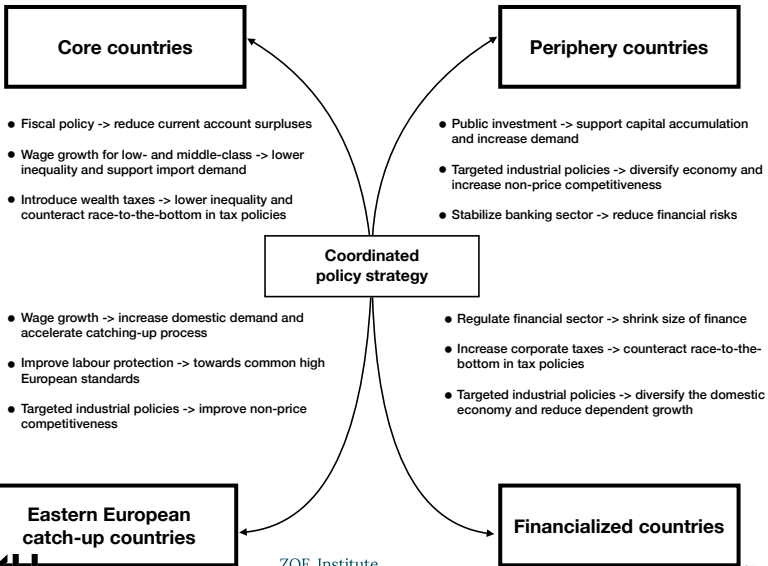 Core countries
Periphery countries
● Fiscal policy -> reduce current account surpluses
● Wage growth for low- and middle-class -> lower
inequality and support import demand
● Introduce wealth taxes -> lower inequality and
counteract race-to-the-bottom in tax policies
● Public investment -> support capital accumulation
and increase demand
● Targeted industrial policies -> diversify economy and
increase non-price competitiveness
● Stabilize banking sector -> reduce financial risks
Coordinated
policy strategy
● Wage growth -> increase domestic demand and
accelerate catching-up process
● Improve labour protection -> towards common high
European standards
● Targeted industrial policies -> improve non-price
competitiveness
● Regulate financial sector -> shrink size of finance
● Increase corporate taxes -> counteract race-to-the-
bottom in tax policies
● Targeted industrial policies -> diversify the domestic
economy and reduce dependent growth
Eastern European
catch-up countries
Financialized countries
ZOE Institute